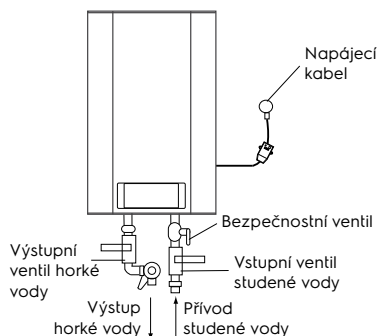 Napájecí
kabel
Bezpečnostní ventil
Výstupní
ventil horké
vody
Vstupní ventil
studené vody
Výstup
horké vody
Přívod
studené vody